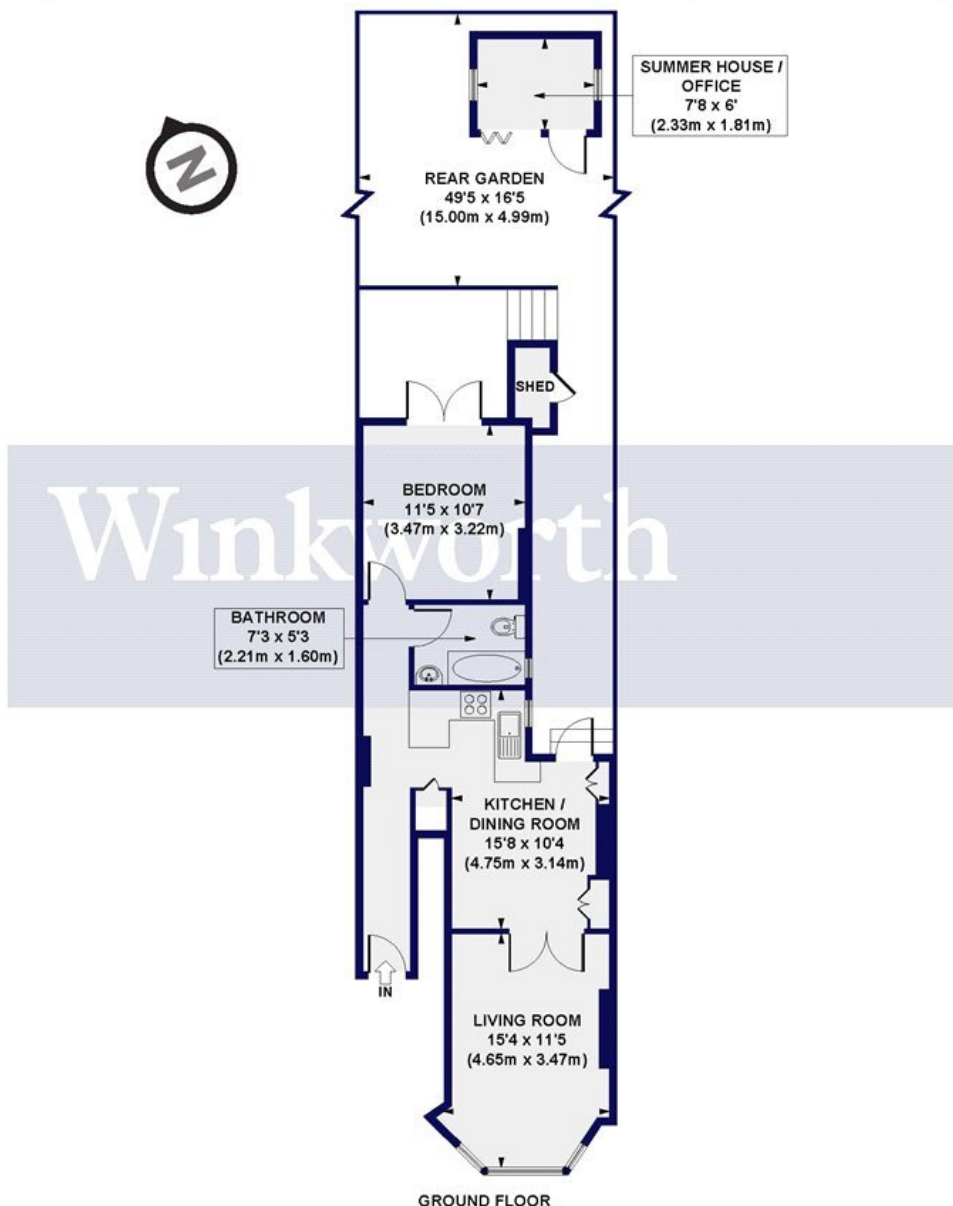 SUMMER HOUSE /
OFFICE
7'8 x 6'
(2.33m x 1.81m)
N
REAR GARDEN
49'5 x 16'5
(15.00m x 4.99m)
SHED
BEDROOM
11'5 x 10'7
(3.47m x 3.22m)
Winkworth
BATHROOM
7'3 x 5'3
(2.21m x 1.60m)
KITCHEN /
DINING ROOM
15'8 x 10'4
(4.75m x 3.14m)
IN
LIVING ROOM
15'4 x 11'5
(4.65m x 3.47m)
GROUND FLOOR